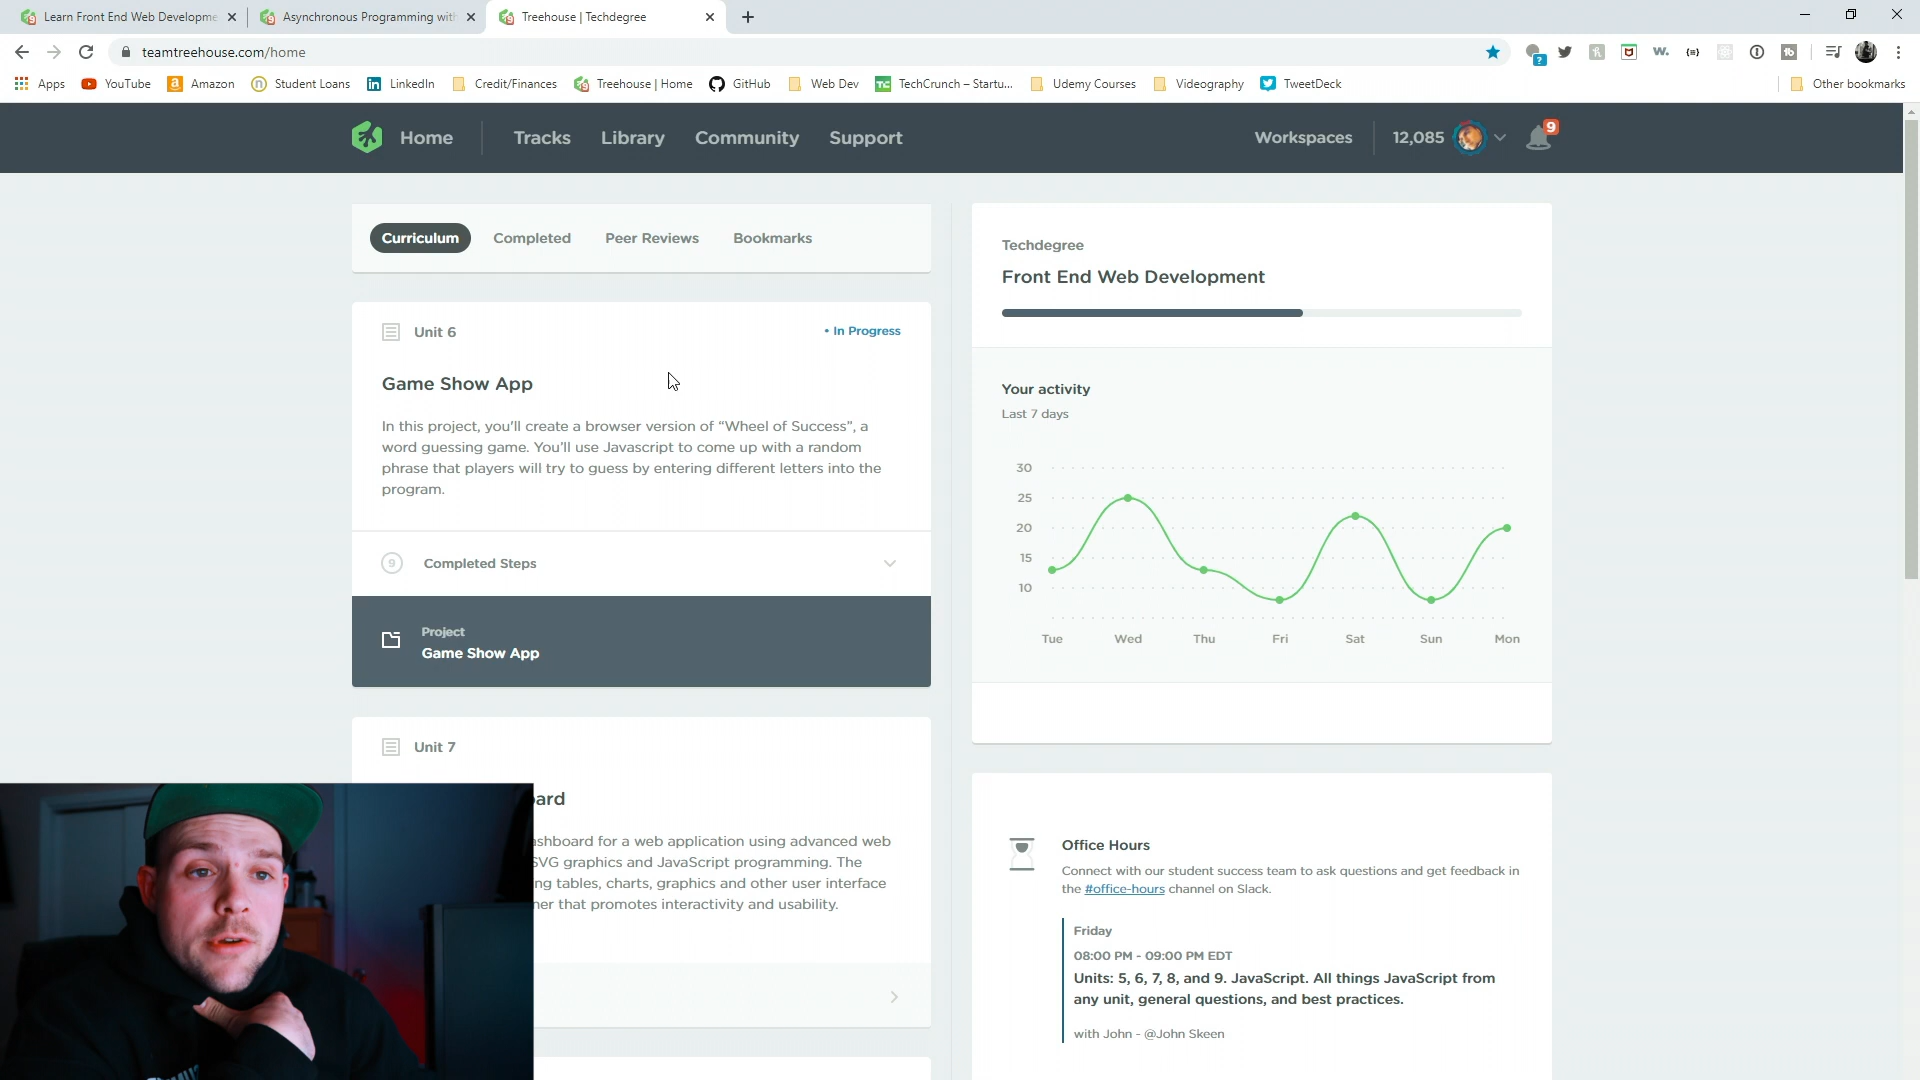 Learn Front End Web Developme
Asynchronous Programming with
Treehouse | Techdegree
teamtreehouse.com/home
Apps
YouTube
Amazon
Student Loans
LinkedIn
Credit/Finances
Treehouse | Home
GitHub
Web Dev
TechCrunch – Startu...
Udemy Courses
Videography
TweetDeck
Other bookmarks
Home
Tracks
Library
Community
Support
Workspaces
12,085
9
Curriculum
Completed
Peer Reviews
Bookmarks
Unit 6
• In Progress
Game Show App
In this project, you'll create a browser version of “Wheel of Success”, a
word guessing game. You’ll use Javascript to come up with a random
phrase that players will try to guess by entering different letters into the
program.
9 Completed Steps
Project
Game Show App
Unit 7
ard
ashboard for a web application using advanced web
SVG graphics and JavaScript programming. The
ng tables, charts, graphics and other user interface
ner that promotes interactivity and usability.
Techdegree
Front End Web Development
Your activity
Last 7 days
30
25
20
15
10
Tue Wed Thu Fri Sat Sun Mon
Office Hours
Connect with our student success team to ask questions and get feedback in
the #office-hours channel on Slack.
Friday
08:00 PM - 09:00 PM EDT
Units: 5, 6, 7, 8, and 9. JavaScript. All things JavaScript from
any unit, general questions, and best practices.
with John - @John Skeen